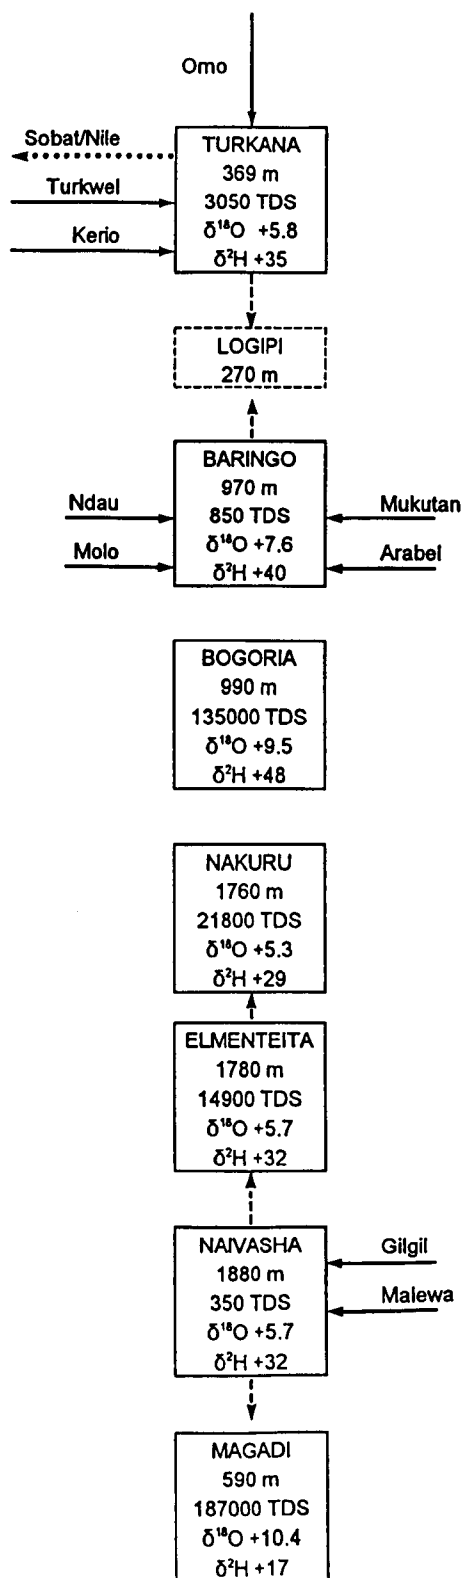 Omo
Sobat/Nile
Turkwel
Kerio
TURKANA
369 m
3050 TDS
δ¹⁸O +5.8
δ²H +35
LOGIPI
270 m
Ndau
Molo
BARINGO
970 m
850 TDS
δ¹⁸O +7.6
δ²H +40
Mukutan
Arabel
BOGORIA
990 m
135000 TDS
δ¹⁸O +9.5
δ²H +48
NAKURU
1760 m
21800 TDS
δ¹⁸O +5.3
δ²H +29
ELMENTEITA
1780 m
14900 TDS
δ¹⁸O +5.7
δ²H +32
NAIVASHA
1880 m
350 TDS
δ¹⁸O +5.7
δ²H +32
Gilgil
Malewa
MAGADI
590 m
187000 TDS
δ¹⁸O +10.4
δ²H +17